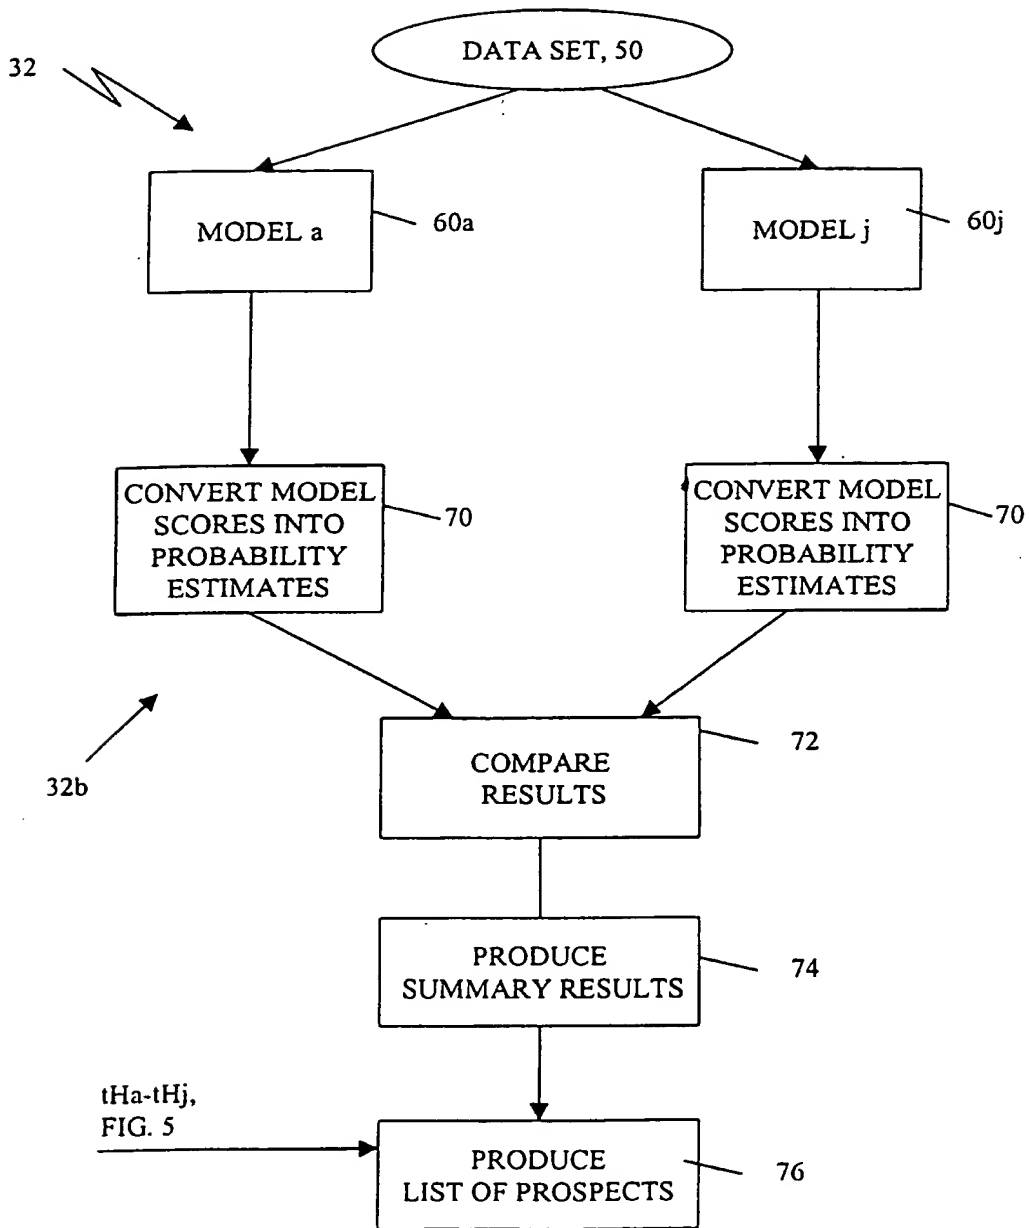 DATA SET, 50
32
MODEL a
60a
MODEL j
60j
CONVERT MODEL
SCORES INTO
PROBABILITY
ESTIMATES
70
CONVERT MODEL
SCORES INTO
PROBABILITY
ESTIMATES
70
32b
COMPARE
RESULTS
72
PRODUCE
SUMMARY RESULTS
74
tHa-tHj,
FIG. 5
PRODUCE
LIST OF PROSPECTS
76